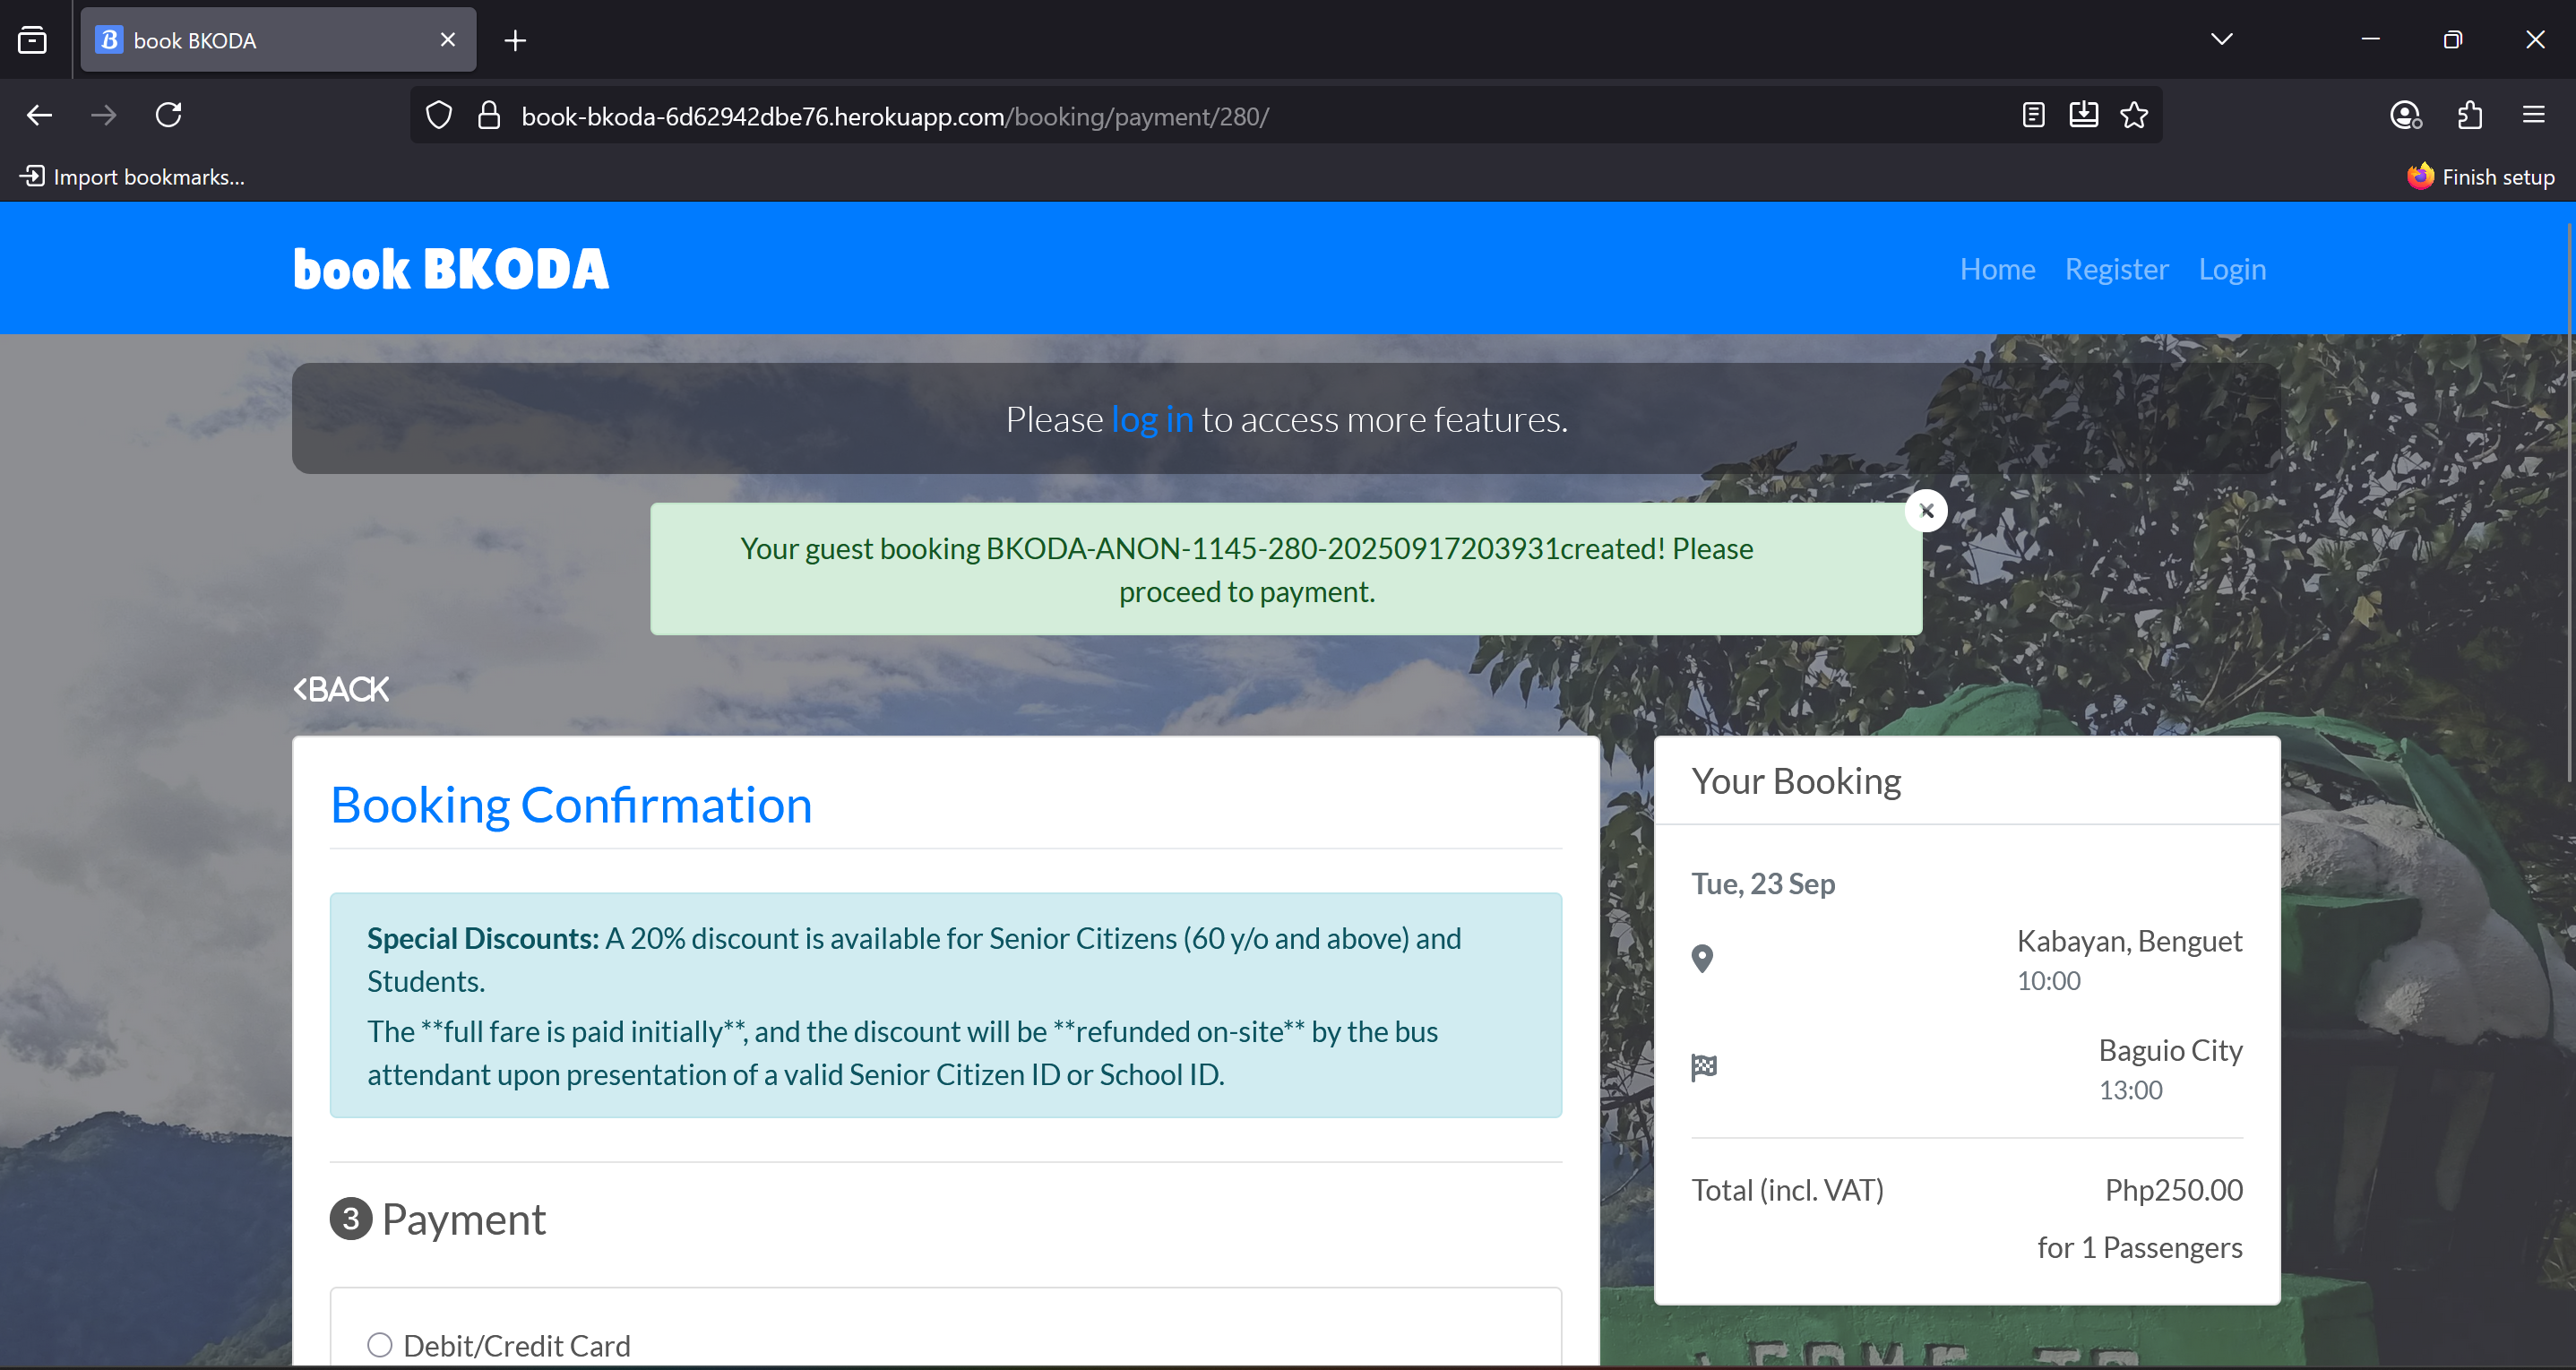 book BKODA
book-bkoda-6d62942dbe76.herokuapp.com/booking/payment/280/
Import bookmarks...
Finish setup
book BKODA
Home Register Login
Please log in to access more features.
Your guest booking BKODA-ANON-1145-280-20250917203931created! Please
proceed to payment.
<BACK
Booking Confirmation
Special Discounts: A 20% discount is available for Senior Citizens (60 y/o and above) and
Students.
The **full fare is paid initially**, and the discount will be **refunded on-site** by the bus
attendant upon presentation of a valid Senior Citizen ID or School ID.
3 Payment
Debit/Credit Card
Your Booking
Tue, 23 Sep
Kabayan, Benguet
10:00
Baguio City
13:00
Total (incl. VAT) Php250.00
for 1 Passengers